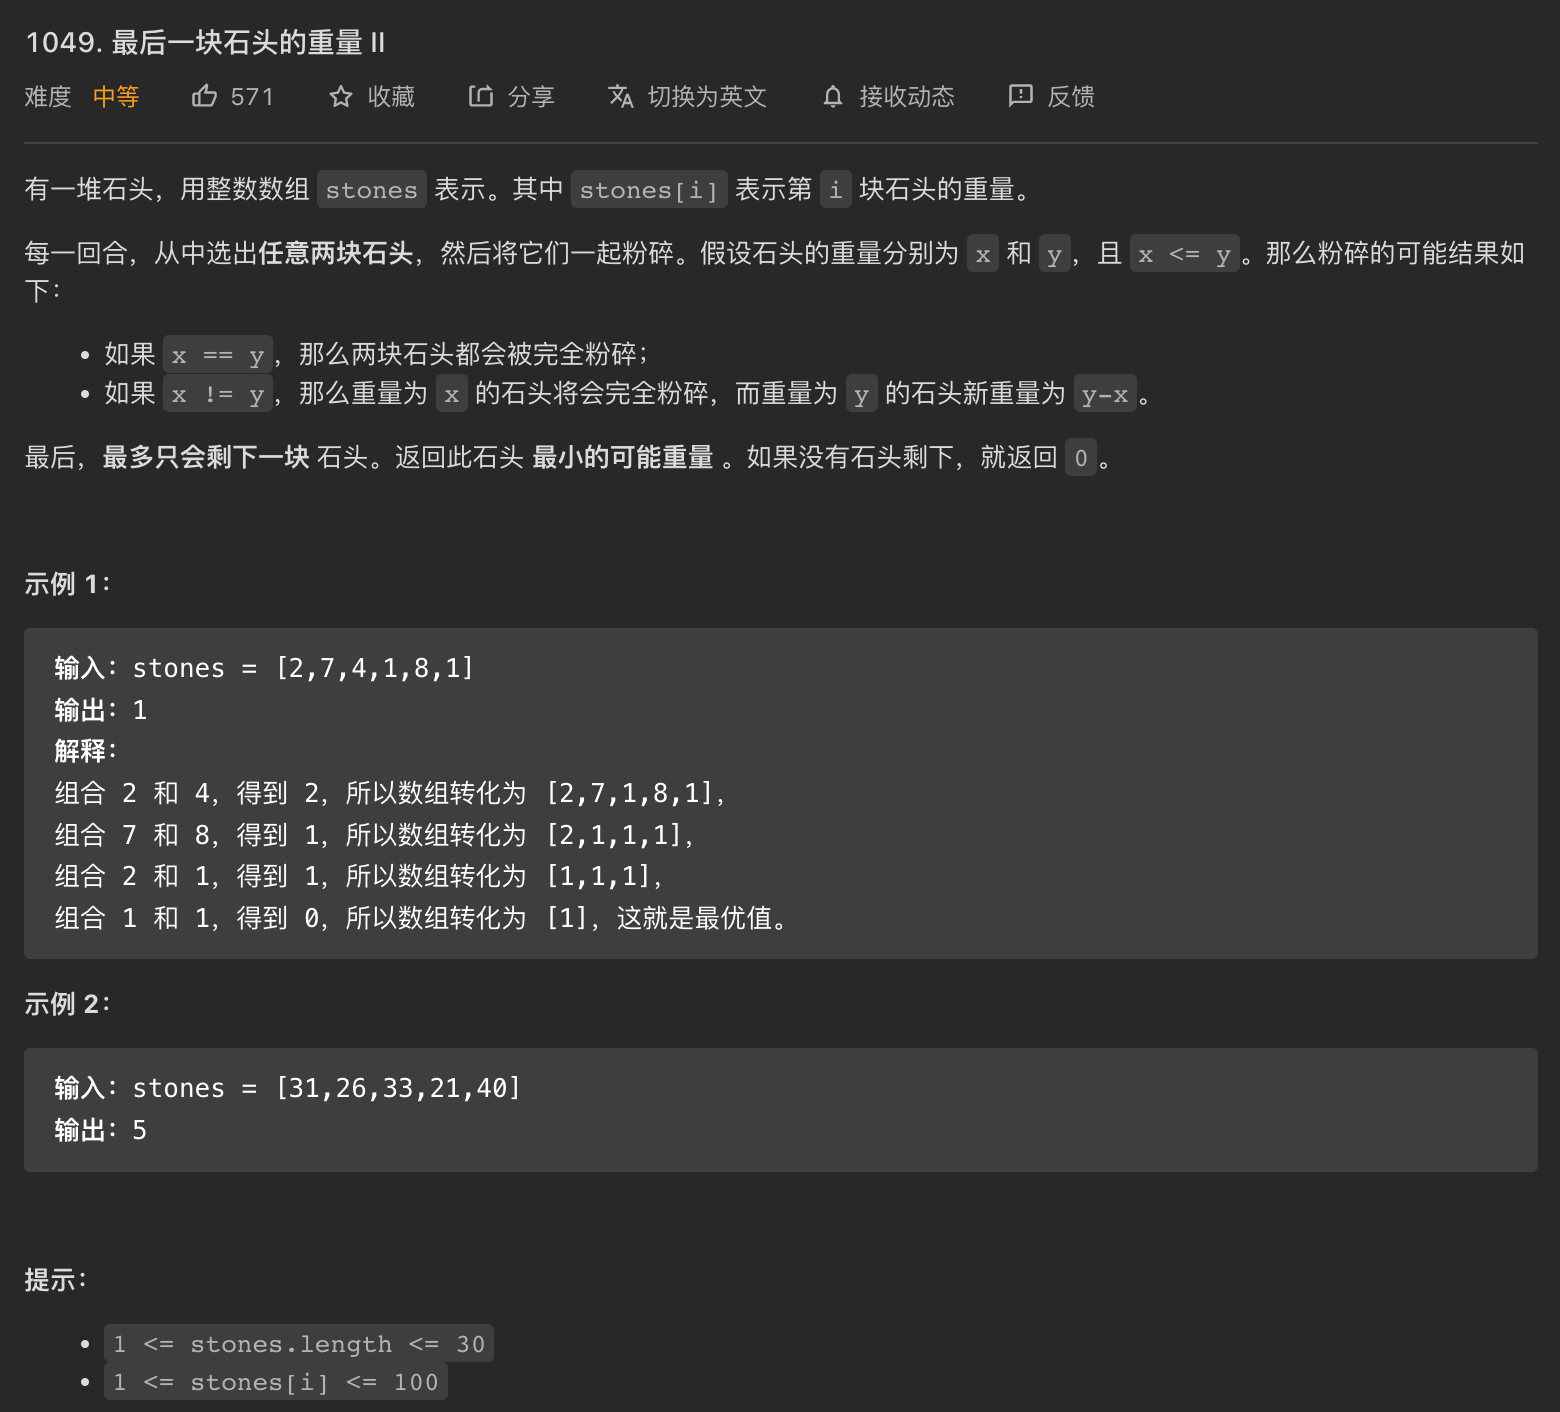 1049. 最后一块石头的重量 II
难度 中等 571 收藏 分享 切换为英文 接收动态 反馈
有一堆石头，用整数数组 stones 表示。其中 stones[i] 表示第 i 块石头的重量。
每一回合，从中选出任意两块石头，然后将它们一起粉碎。假设石头的重量分别为 x 和 y，且 x <= y。那么粉碎的可能结果如
下：
• 如果 x == y，那么两块石头都会被完全粉碎；
• 如果 x != y，那么重量为 x 的石头将会完全粉碎，而重量为 y 的石头新重量为 y-x。
最后，最多只会剩下一块 石头。返回此石头 最小的可能重量 。如果没有石头剩下，就返回 0。
示例 1：
输入：stones = [2,7,4,1,8,1]
输出：1
解释：
组合 2 和 4，得到 2，所以数组转化为 [2,7,1,8,1]，
组合 7 和 8，得到 1，所以数组转化为 [2,1,1,1]，
组合 2 和 1，得到 1，所以数组转化为 [1,1,1]，
组合 1 和 1，得到 0，所以数组转化为 [1]，这就是最优值。
示例 2：
输入：stones = [31,26,33,21,40]
输出：5
提示：
• 1 <= stones.length <= 30
• 1 <= stones[i] <= 100